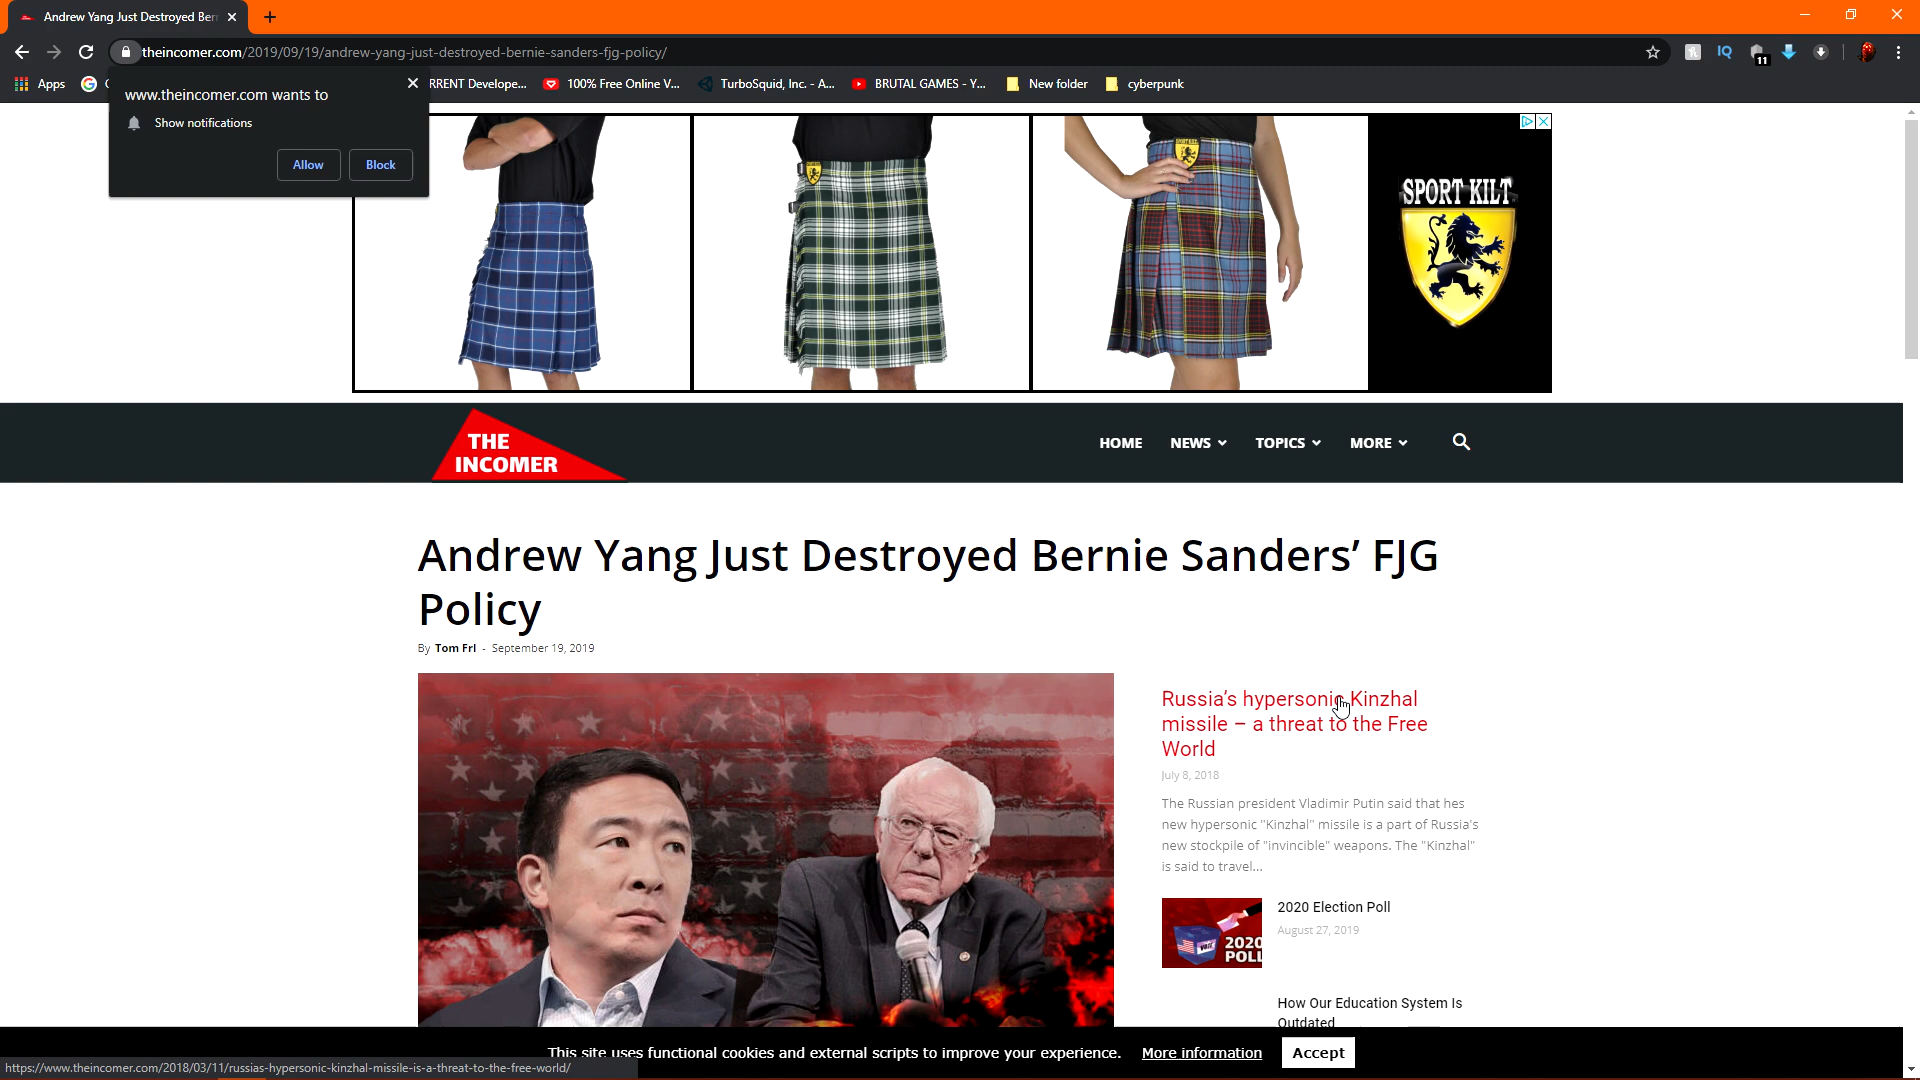 Andrew Yang Just Destroyed Ber
theincomer.com/2019/09/19/andrew-yang-just-destroyed-bernie-sanders-fjg-policy/
IQ
11
Apps
RRENT Develope...
100% Free Online V...
TurboSquid, Inc. - A...
BRUTAL GAMES - Y...
New folder
cyberpunk
www.theincomer.com wants to
Show notifications
Allow
Block
SPORT KILT
THE
INCOMER
HOME
NEWS
TOPICS
MORE
Andrew Yang Just Destroyed Bernie Sanders’ FJG
Policy
By Tom Frl - September 19, 2019
Russia’s hypersonic Kinzhal
missile – a threat to the Free
World
July 8, 2018
The Russian president Vladimir Putin said that hes
new hypersonic "Kinzhal" missile is a part of Russia's
new stockpile of "invincible" weapons. The "Kinzhal"
is said to travel...
VOTE
2020
POLL
2020 Election Poll
August 27, 2019
How Our Education System Is
Outdated
This site uses functional cookies and external scripts to improve your experience.
More information
Accept
https://www.theincomer.com/2018/03/11/russias-hypersonic-kinzhal-missile-is-a-threat-to-the-free-world/